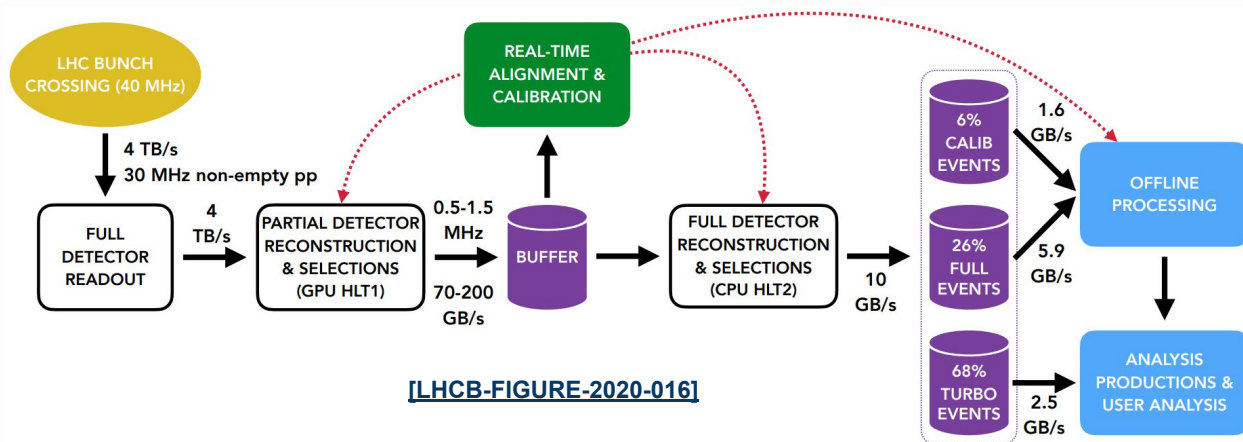 LHC BUNCH
CROSSING (40 MHz)
4 TB/s
30 MHz non-empty pp
FULL
DETECTOR
READOUT
4
TB/s
PARTIAL DETECTOR
RECONSTRUCTION
& SELECTIONS
(GPU HLT1)
0.5-1.5
MHz
70-200
GB/s
BUFFER
REAL-TIME
ALIGNMENT &
CALIBRATION
FULL DETECTOR
RECONSTRUCTION
& SELECTIONS
(CPU HLT2)
10
GB/s
6%
CALIB
EVENTS
1.6
GB/s
26%
FULL
EVENTS
5.9
GB/s
68%
TURBO
EVENTS
2.5
GB/s
OFFLINE
PROCESSING
ANALYSIS
PRODUCTIONS &
USER ANALYSIS
[LHCB-FIGURE-2020-016]